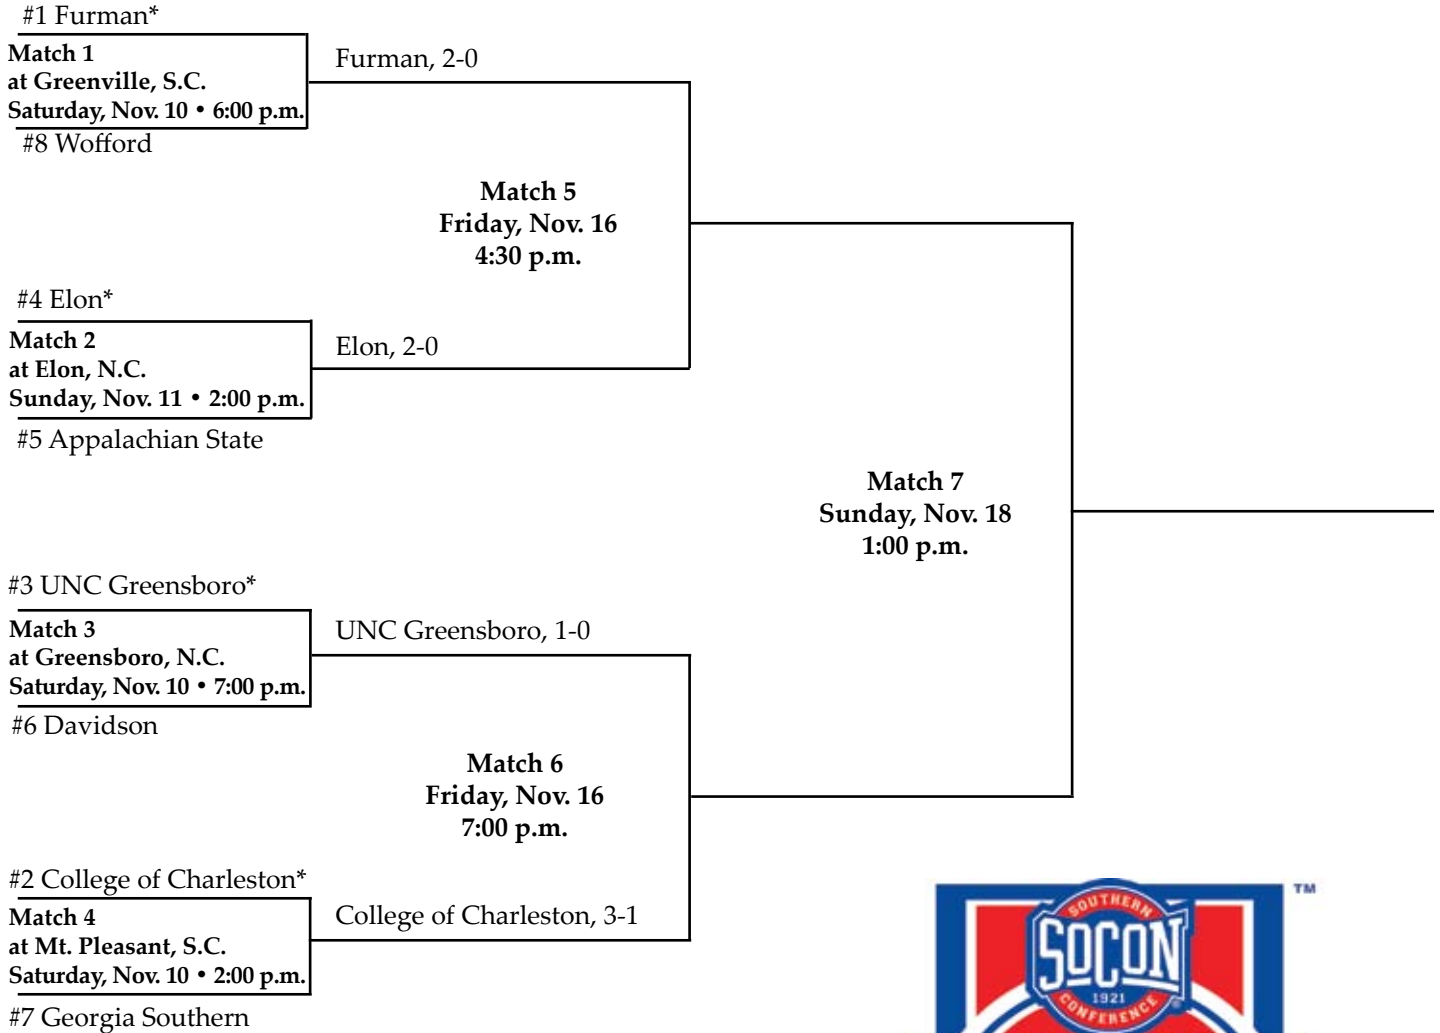 #1 Furman*
Match 1
at Greenville, S.C.
Saturday, Nov. 10 • 6:00 p.m.
#8 Wofford
Furman, 2-0
Match 5
Friday, Nov. 16
4:30 p.m.
#4 Elon*
Match 2
at Elon, N.C.
Sunday, Nov. 11 • 2:00 p.m.
#5 Appalachian State
Elon, 2-0
Match 7
Sunday, Nov. 18
1:00 p.m.
#3 UNC Greensboro*
Match 3
at Greensboro, N.C.
Saturday, Nov. 10 • 7:00 p.m.
#6 Davidson
UNC Greensboro, 1-0
Match 6
Friday, Nov. 16
7:00 p.m.
#2 College of Charleston*
Match 4
at Mt. Pleasant, S.C.
Saturday, Nov. 10 • 2:00 p.m.
#7 Georgia Southern
College of Charleston, 3-1
TM
SOUTHERN
SOCON
1921
CONFERENCE